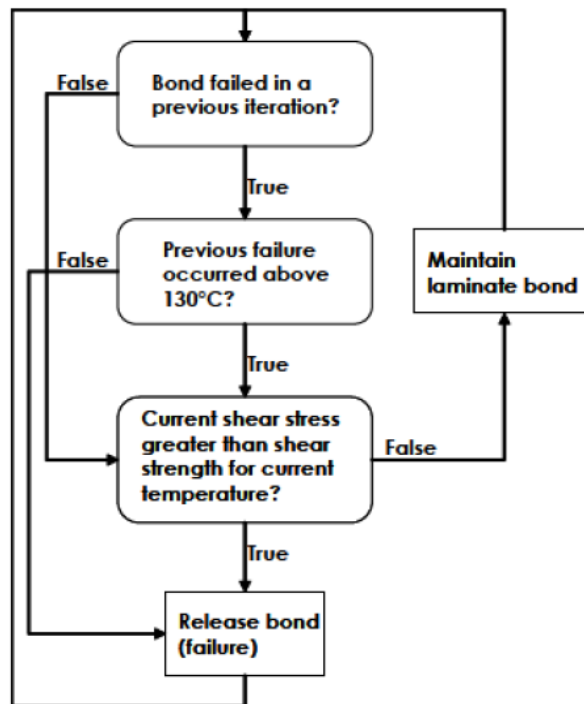 False
Bond failed in a
previous iteration?
True
False
Previous failure
occurred above
130°C?
Maintain
laminate bond
True
Current shear stress
greater than shear
strength for current
temperature?
False
True
Release bond
(failure)